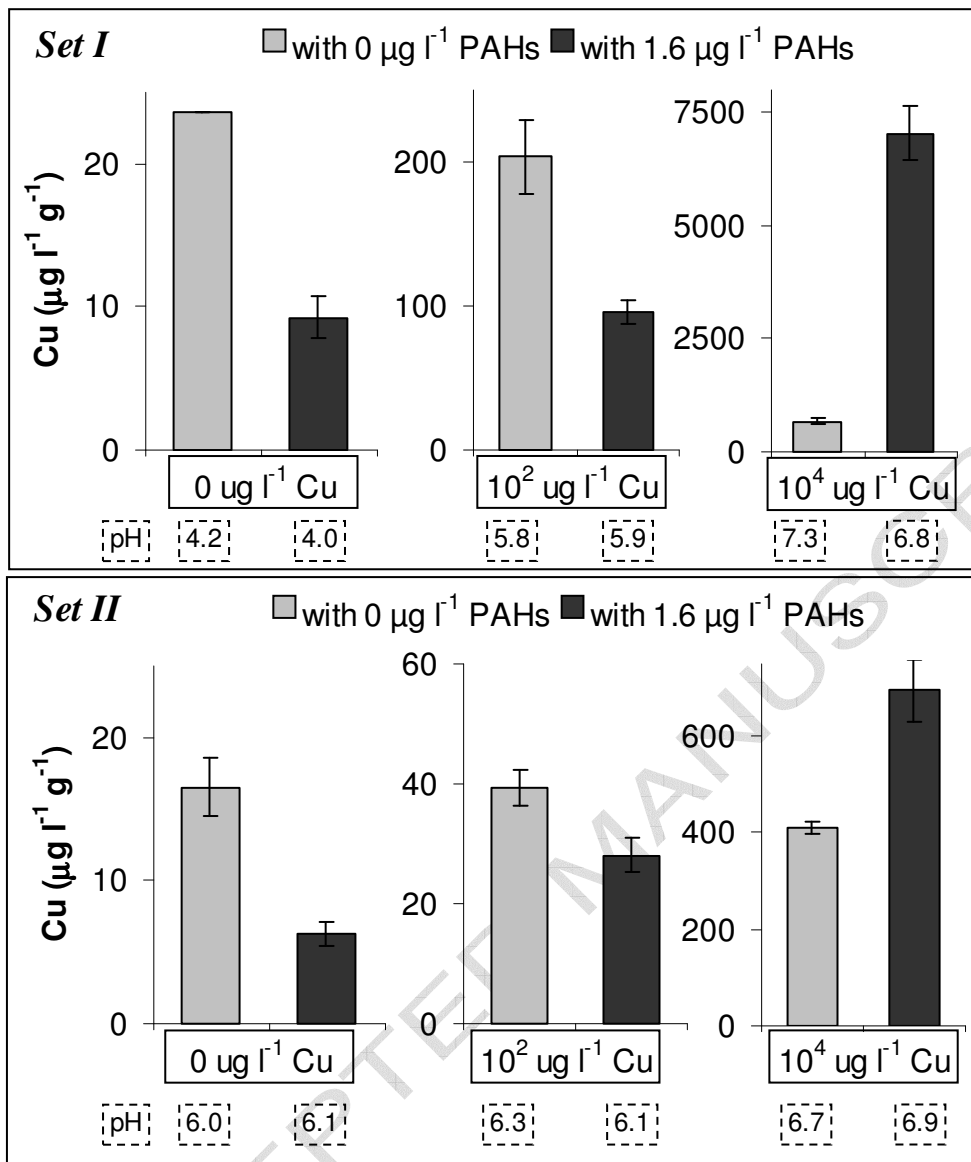 Set I with 0 µg l⁻¹ PAHs with 1.6 µg l⁻¹ PAHs
Cu (µg l⁻¹ g⁻¹)
20
10
0
200
100
0
7500
5000
2500
0
0 ug l⁻¹ Cu 10² ug l⁻¹ Cu 10⁴ ug l⁻¹ Cu
pH 4.2 4.0 5.8 5.9 7.3 6.8
Set II with 0 µg l⁻¹ PAHs with 1.6 µg l⁻¹ PAHs
Cu (µg l⁻¹ g⁻¹)
20
10
0
60
40
20
0
600
400
200
0
0 ug l⁻¹ Cu 10² ug l⁻¹ Cu 10⁴ ug l⁻¹ Cu
pH 6.0 6.1 6.3 6.1 6.7 6.9